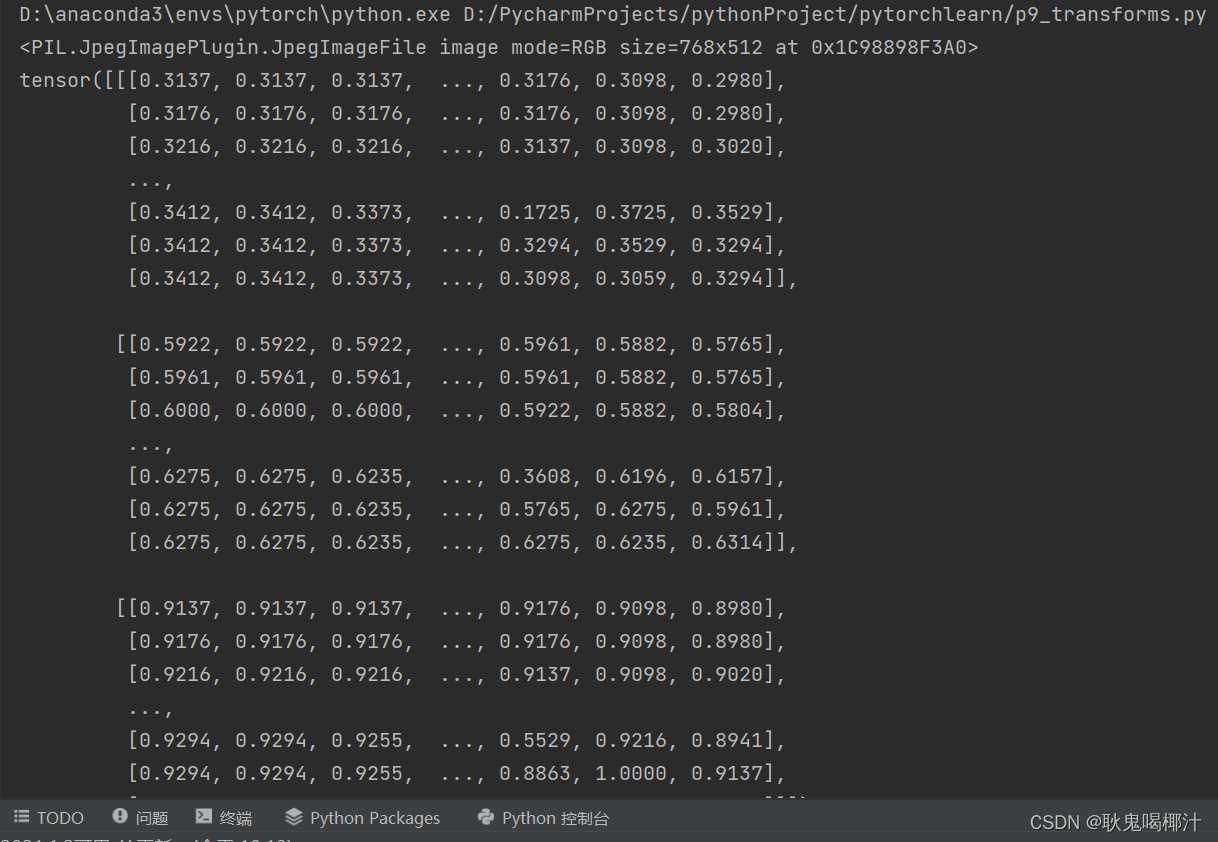 D:\anaconda3\envs\pytorch\python.exe D:/PycharmProjects/pythonProject/pytorchlearn/p9_transforms.py
<PIL.JpegImagePlugin.JpegImageFile image mode=RGB size=768x512 at 0x1C98898F3A0>
tensor([[[0.3137, 0.3137, 0.3137,  ..., 0.3176, 0.3098, 0.2980],
         [0.3176, 0.3176, 0.3176,  ..., 0.3176, 0.3098, 0.2980],
         [0.3216, 0.3216, 0.3216,  ..., 0.3137, 0.3098, 0.3020],
         ...,
         [0.3412, 0.3412, 0.3373,  ..., 0.1725, 0.3725, 0.3529],
         [0.3412, 0.3412, 0.3373,  ..., 0.3294, 0.3529, 0.3294],
         [0.3412, 0.3412, 0.3373,  ..., 0.3098, 0.3059, 0.3294]],
        [[0.5922, 0.5922, 0.5922,  ..., 0.5961, 0.5882, 0.5765],
         [0.5961, 0.5961, 0.5961,  ..., 0.5961, 0.5882, 0.5765],
         [0.6000, 0.6000, 0.6000,  ..., 0.5922, 0.5882, 0.5804],
         ...,
         [0.6275, 0.6275, 0.6235,  ..., 0.3608, 0.6196, 0.6157],
         [0.6275, 0.6275, 0.6235,  ..., 0.5765, 0.6275, 0.5961],
         [0.6275, 0.6275, 0.6235,  ..., 0.6275, 0.6235, 0.6314]],
        [[0.9137, 0.9137, 0.9137,  ..., 0.9176, 0.9098, 0.8980],
         [0.9176, 0.9176, 0.9176,  ..., 0.9176, 0.9098, 0.8980],
         [0.9216, 0.9216, 0.9216,  ..., 0.9137, 0.9098, 0.9020],
         ...,
         [0.9294, 0.9294, 0.9255,  ..., 0.5529, 0.9216, 0.8941],
         [0.9294, 0.9294, 0.9255,  ..., 0.8863, 1.0000, 0.9137],
TODO 问题 终端 Python Packages Python 控制台
CSDN @耿鬼喝椰汁